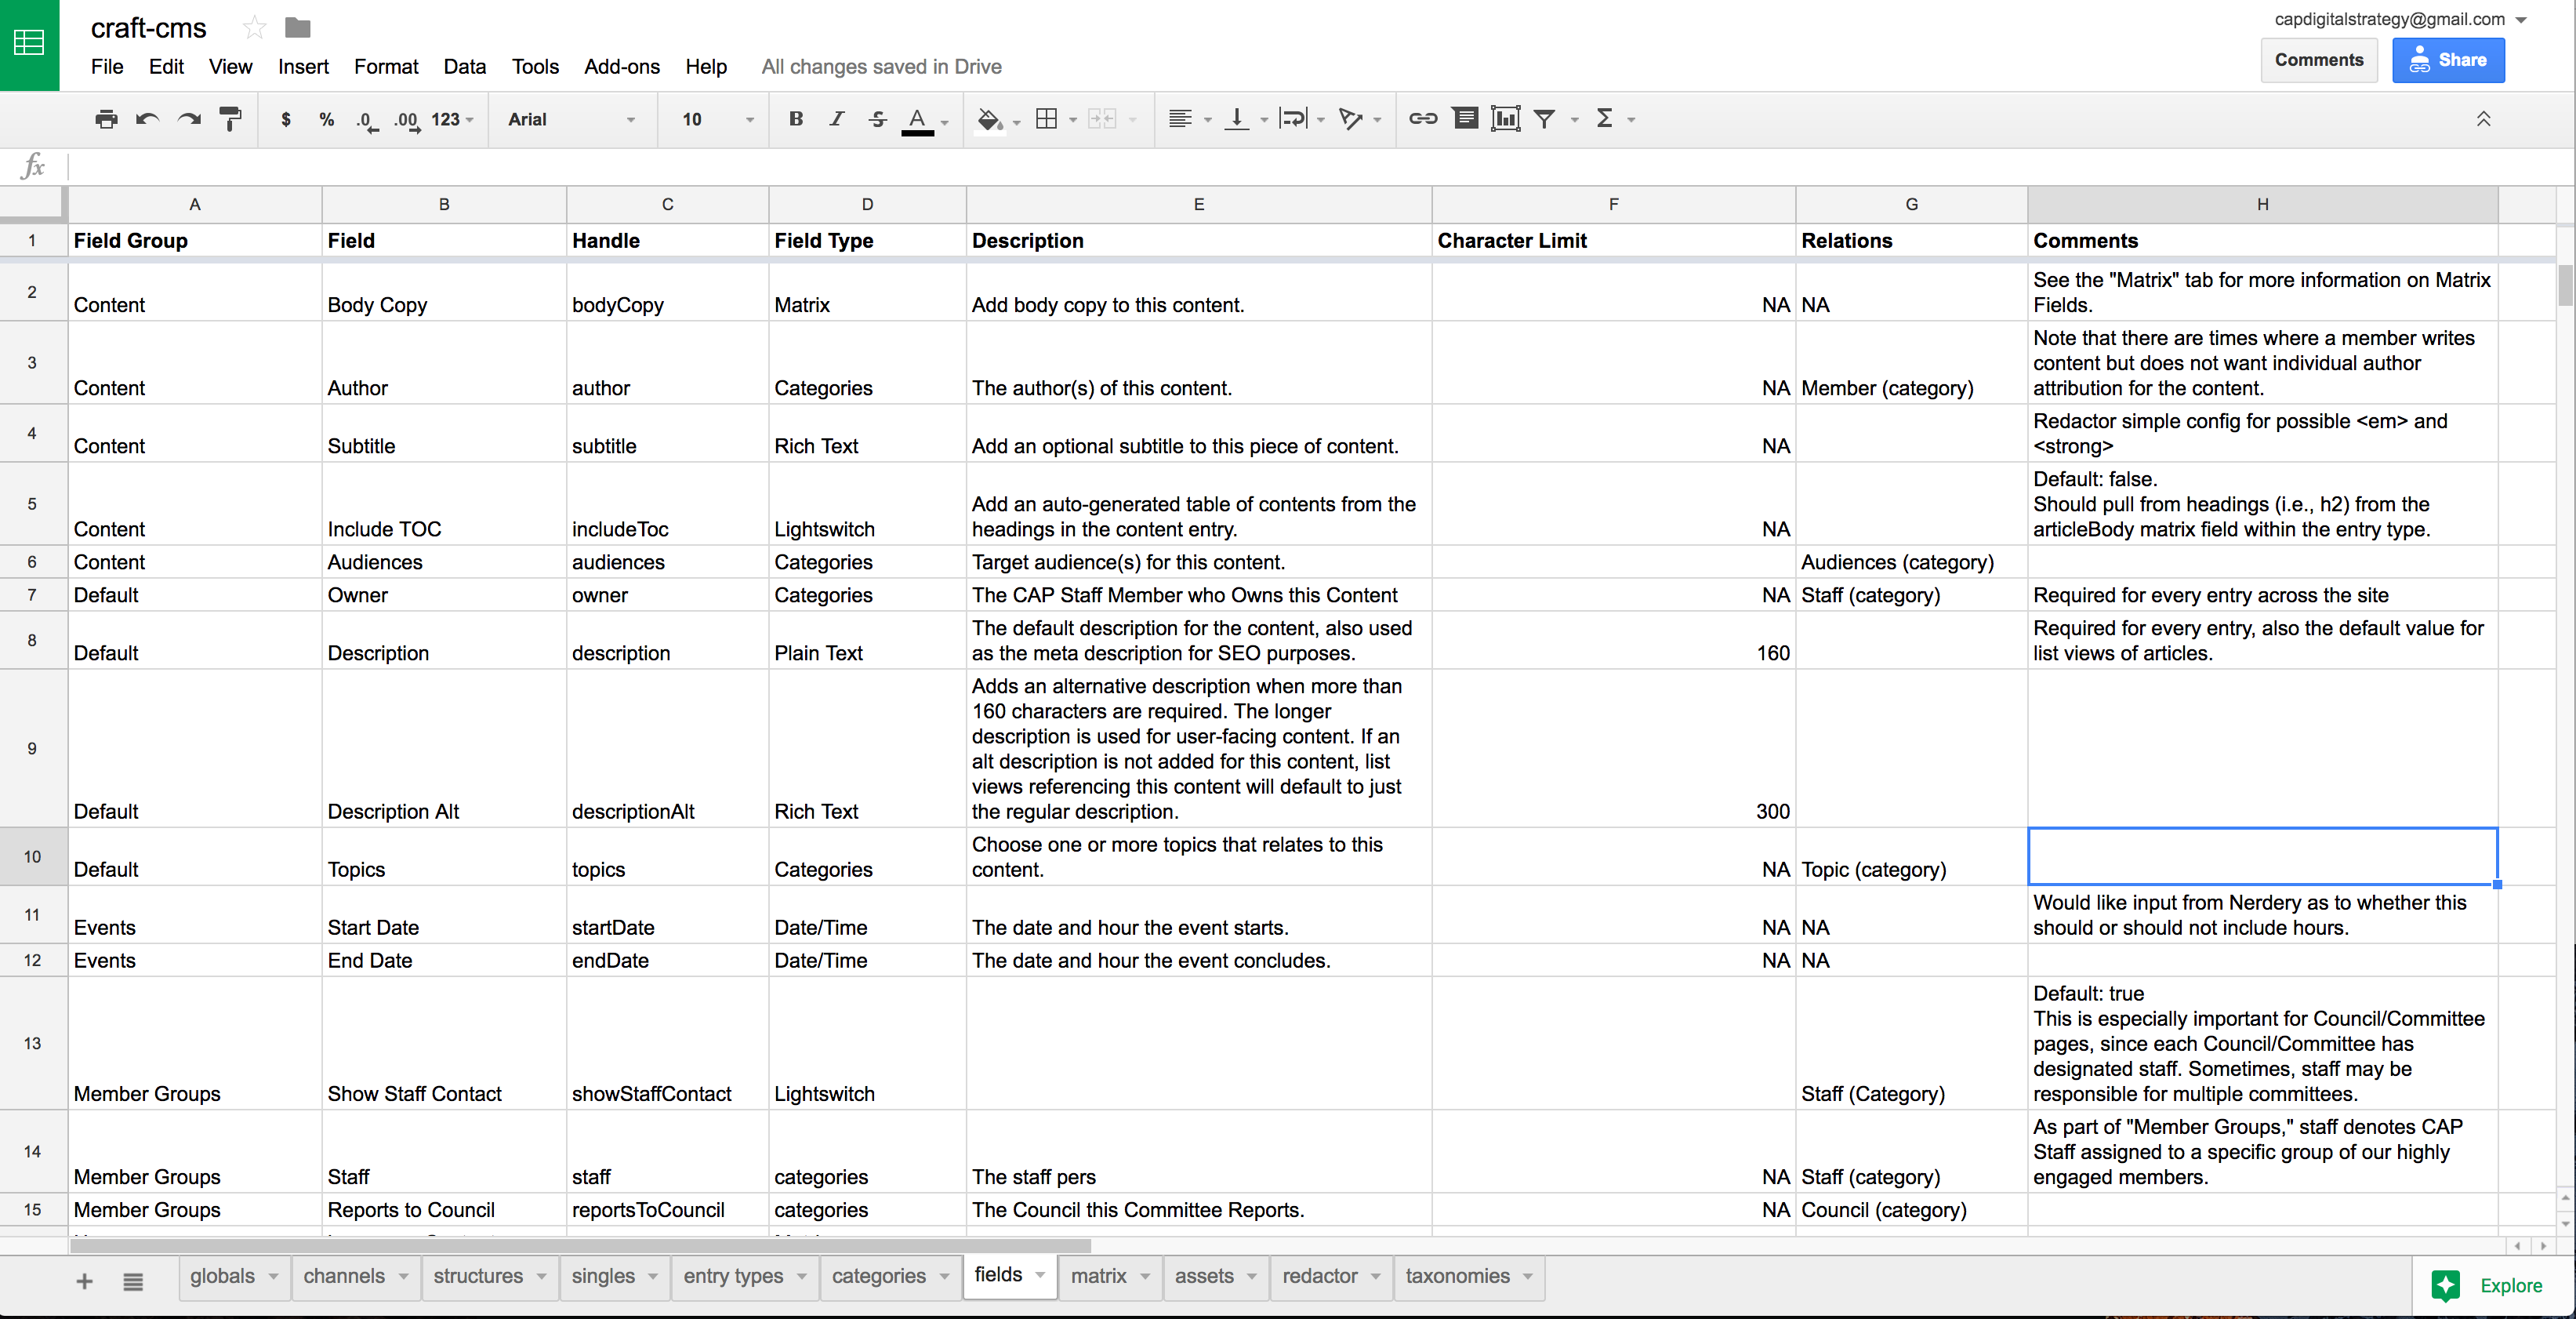 craft-cms
capdigitalstrategy@gmail.com
File Edit View Insert Format Data Tools Add-ons Help All changes saved in Drive
Comments Share
$ % .0 .00 123 Arial 10 B I S A Σ
fx
A B C D E F G H
1 Field Group Field Handle Field Type Description Character Limit Relations Comments
2 Content Body Copy bodyCopy Matrix Add body copy to this content. NA NA See the "Matrix" tab for more information on Matrix
Fields.
3 Content Author author Categories The author(s) of this content. NA Member (category) Note that there are times where a member writes
content but does not want individual author
attribution for the content.
4 Content Subtitle subtitle Rich Text Add an optional subtitle to this piece of content. NA Redactor simple config for possible <em> and
<strong>
5 Content Include TOC includeToc Lightswitch Add an auto-generated table of contents from the
headings in the content entry. NA Default: false.
Should pull from headings (i.e., h2) from the
articleBody matrix field within the entry type.
6 Content Audiences audiences Categories Target audience(s) for this content. Audiences (category)
7 Default Owner owner Categories The CAP Staff Member who Owns this Content NA Staff (category) Required for every entry across the site
8 Default Description description Plain Text The default description for the content, also used
as the meta description for SEO purposes. 160 Required for every entry, also the default value for
list views of articles.
9 Default Description Alt descriptionAlt Rich Text Adds an alternative description when more than
160 characters are required. The longer
description is used for user-facing content. If an
alt description is not added for this content, list
views referencing this content will default to just
the regular description. 300
10 Default Topics topics Categories Choose one or more topics that relates to this
content. NA Topic (category)
11 Events Start Date startDate Date/Time The date and hour the event starts. NA NA Would like input from Nerdery as to whether this
should or should not include hours.
12 Events End Date endDate Date/Time The date and hour the event concludes. NA NA
13 Member Groups Show Staff Contact showStaffContact Lightswitch Staff (Category) Default: true
This is especially important for Council/Committee
pages, since each Council/Committee has
designated staff. Sometimes, staff may be
responsible for multiple committees.
14 Member Groups Staff staff categories The staff pers NA Staff (category) As part of "Member Groups," staff denotes CAP
Staff assigned to a specific group of our highly
engaged members.
15 Member Groups Reports to Council reportsToCouncil categories The Council this Committee Reports. NA Council (category)
globals channels structures singles entry types categories fields matrix assets redactor taxonomies Explore